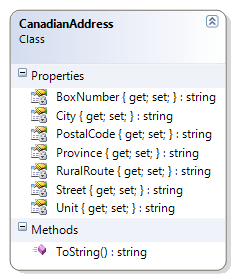 CanadianAddress
Class
Properties
BoxNumber { get; set; } : string
City { get; set; } : string
PostalCode { get; set; } : string
Province { get; set; } : string
RuralRoute { get; set; } : string
Street { get; set; } : string
Unit { get; set; } : string
Methods
ToString() : string